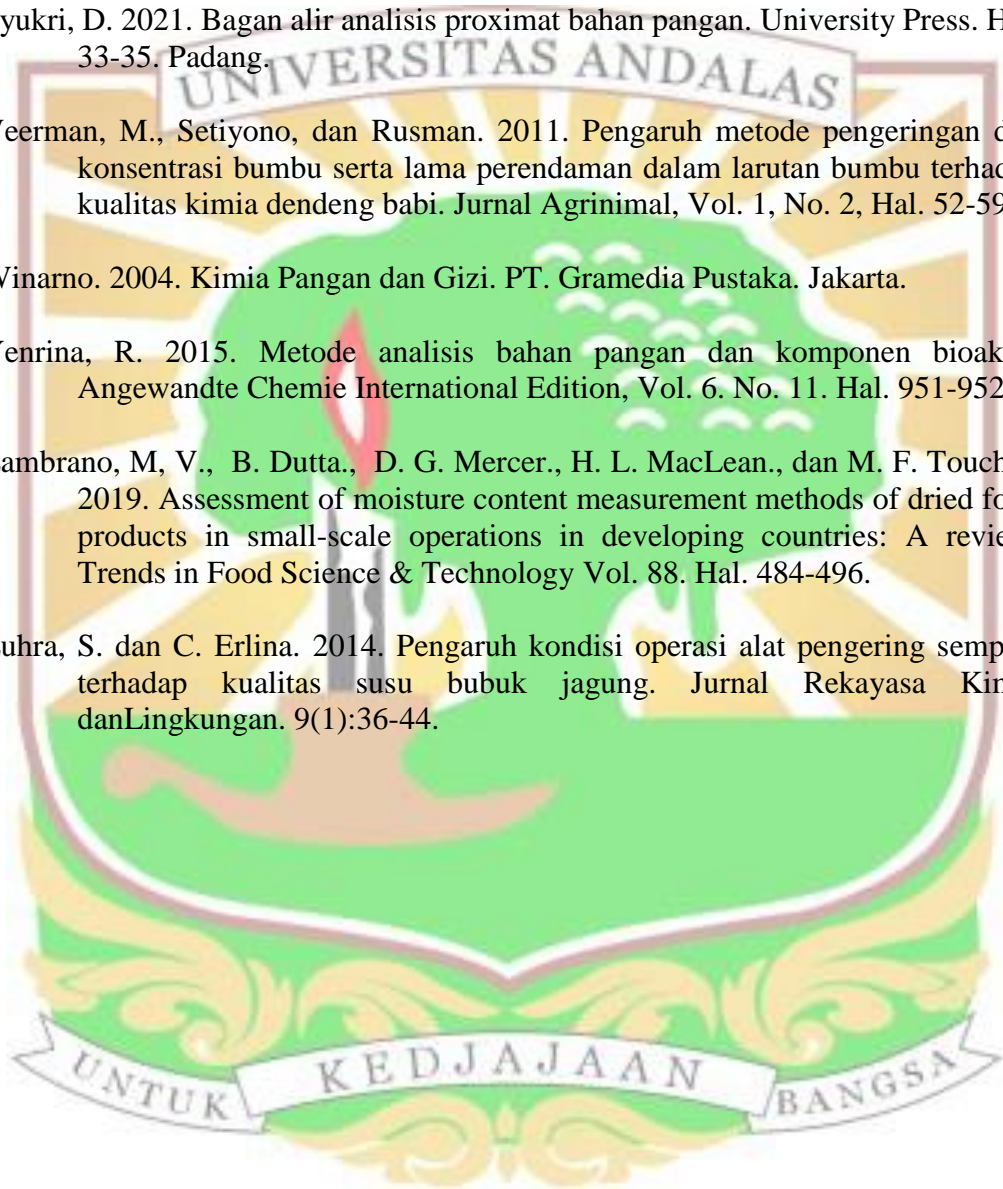 yukri, D. 2021. Bagan alir analisis proximat bahan pangan. University Press. H
33-35. Padang.
UNIVERSITAS ANDALAS
eerman, M., Setiyono, dan Rusman. 2011. Pengaruh metode pengeringan d
konsentrasi bumbu serta lama perendaman dalam larutan bumbu terhad
kualitas kimia dendeng babi. Jurnal Agrinimal, Vol. 1, No. 2, Hal. 52-59
Winarno. 2004. Kimia Pangan dan Gizi. PT. Gramedia Pustaka. Jakarta.
Yenrina, R. 2015. Metode analisis bahan pangan dan komponen bioak
Angewandte Chemie International Edition, Vol. 6. No. 11. Hal. 951-952
ambrano, M, V., B. Dutta., D. G. Mercer., H. L. MacLean., dan M. F. Touch
2019. Assessment of moisture content measurement methods of dried fo
products in small-scale operations in developing countries: A revie
Trends in Food Science & Technology Vol. 88. Hal. 484-496.
uhra, S. dan C. Erlina. 2014. Pengaruh kondisi operasi alat pengering semp
terhadap kualitas susu bubuk jagung. Jurnal Rekayasa Kim
danLingkungan. 9(1):36-44.
UNTUK KEDJAJAAN BANGSA